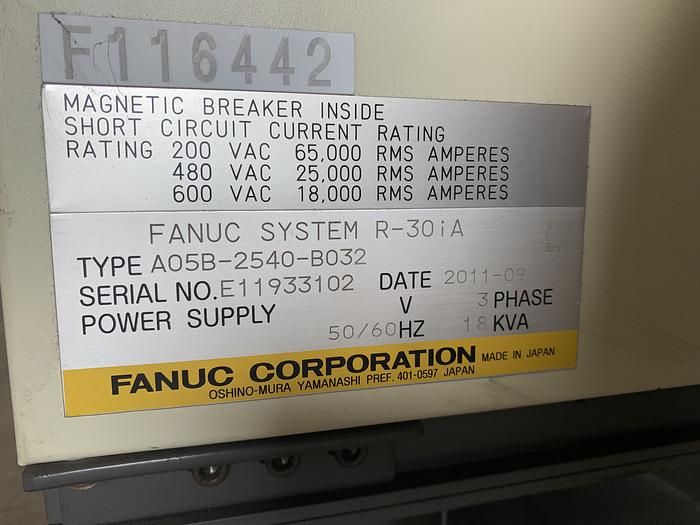 F116442
MAGNETIC BREAKER INSIDE
SHORT CIRCUIT CURRENT RATING
RATING 200 VAC 65,000 RMS AMPERES
480 VAC 25,000 RMS AMPERES
600 VAC 18,000 RMS AMPERES
FANUC SYSTEM R-30iA
TYPE A05B-2540-B032
SERIAL NO. E11933102 DATE 2011-09
POWER SUPPLY V 3 PHASE
50/60 HZ 18 KVA
FANUC CORPORATION MADE IN JAPAN
OSHINO-MURA YAMANASHI PREF. 401-0597 JAPAN